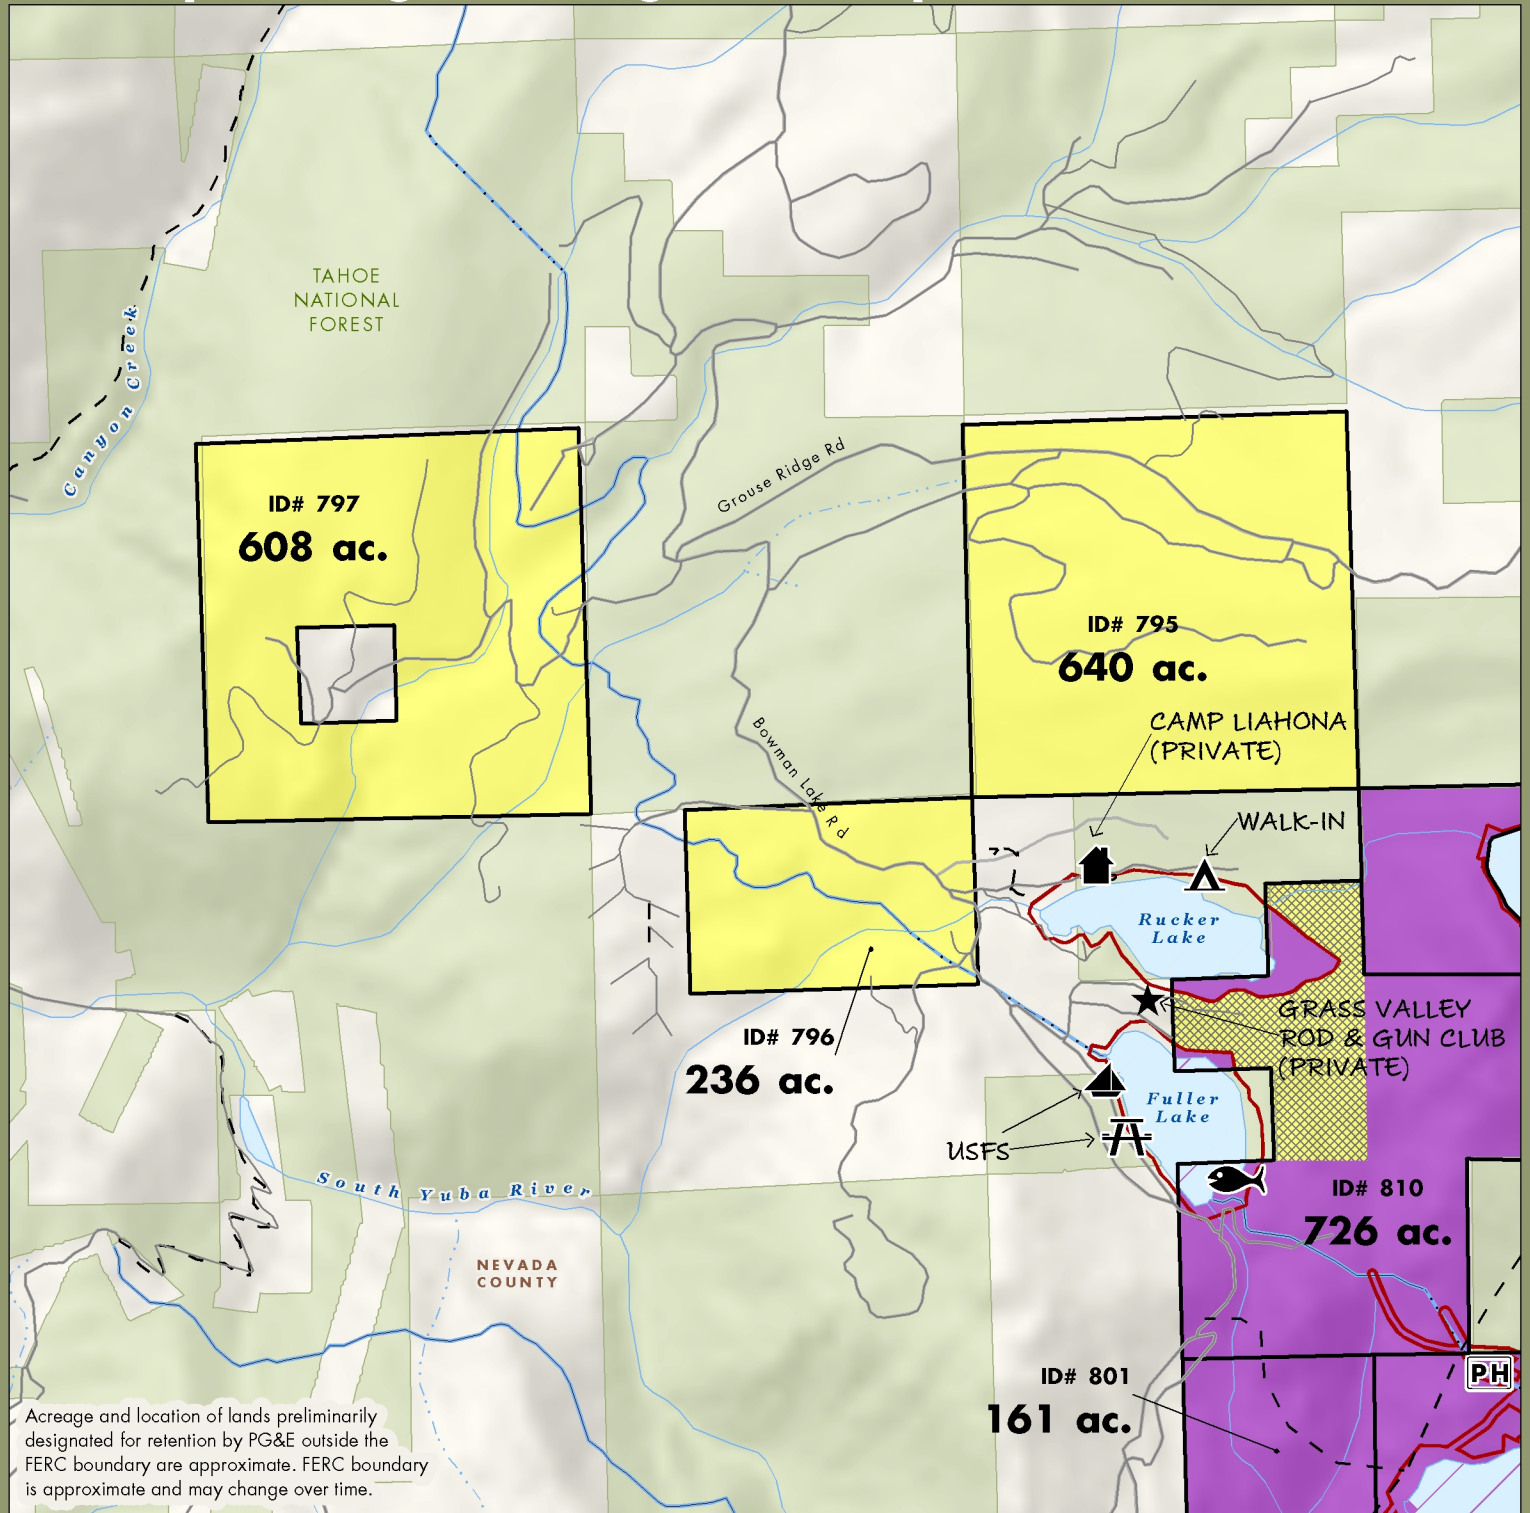 TAHOE
NATIONAL
FOREST
Canyon Creek
ID# 797
608 ac.
Grouse Ridge Rd
ID# 795
640 ac.
CAMP LIAHONA
(PRIVATE)
Bowman Lake Rd
WALK-IN
Rucker
Lake
GRASS VALLEY
ROD & GUN CLUB
(PRIVATE)
ID# 796
236 ac.
Fuller
Lake
USFS
South Yuba River
ID# 810
726 ac.
NEVADA
COUNTY
PH
ID# 801
161 ac.
Acreage and location of lands preliminarily
designated for retention by PG&E outside the
FERC boundary are approximate. FERC boundary
is approximate and may change over time.